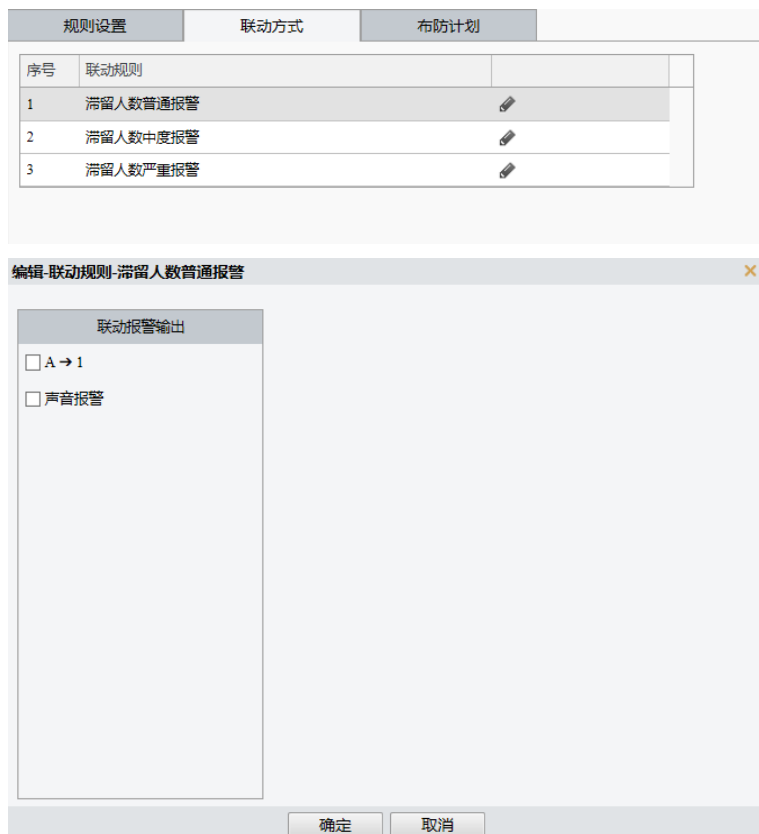 规则设置 联动方式 布防计划
序号 联动规则
1 滞留人数普通报警
2 滞留人数中度报警
3 滞留人数严重报警
编辑-联动规则-滞留人数普通报警
联动报警输出
A➔1
声音报警
确定 取消